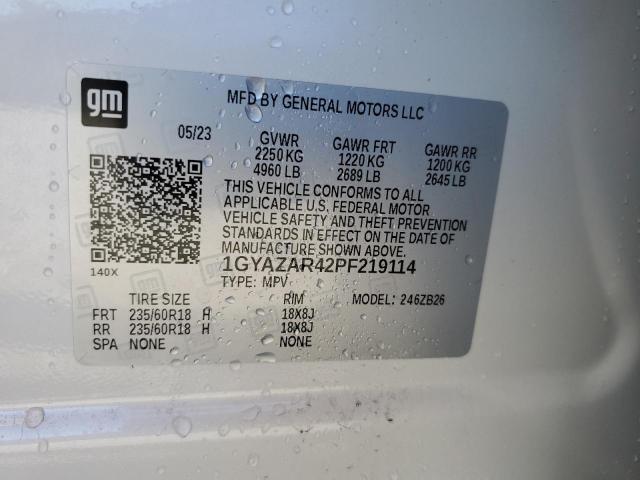 gm
MFD BY GENERAL MOTORS LLC
05/23 GVWR GAWR FRT GAWR RR
2250 KG 1220 KG 1200 KG
4960 LB 2689 LB 2645 LB
THIS VEHICLE CONFORMS TO ALL
APPLICABLE U.S. FEDERAL MOTOR
VEHICLE SAFETY AND THEFT PREVENTION
STANDARDS IN EFFECT ON THE DATE OF
MANUFACTURE SHOWN ABOVE.
1GYAZAR42PF219114
140X
TYPE: MPV
TIRE SIZE RIM MODEL: 246ZB26
FRT 235/60R18 H 18X8J
RR 235/60R18 H 18X8J
SPA NONE NONE